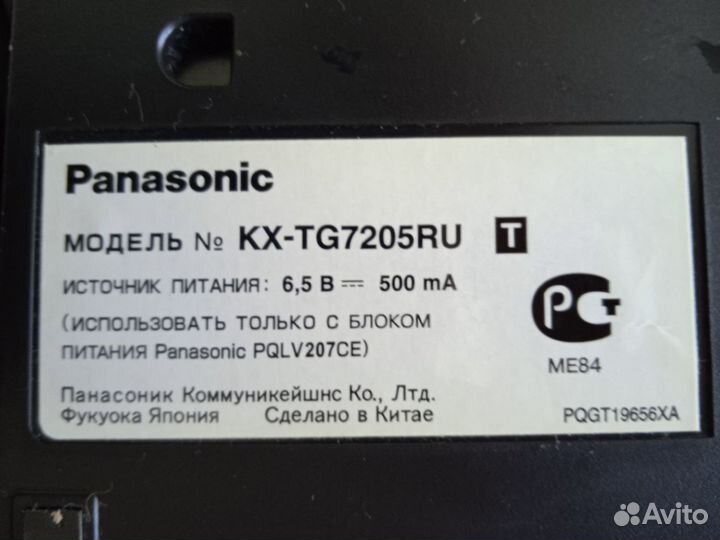 Panasonic
МОДЕЛЬ № KX-TG7205RU T
ИСТОЧНИК ПИТАНИЯ: 6,5 В 500 mA
(ИСПОЛЬЗОВАТЬ ТОЛЬКО С БЛОКОМ
ПИТАНИЯ Panasonic PQLV207CE)
РСТ
ME84
Панасоник Коммуникейшнс Ко., Лтд.
Фукуока Япония Сделано в Китае
PQGT19656XA
Avito